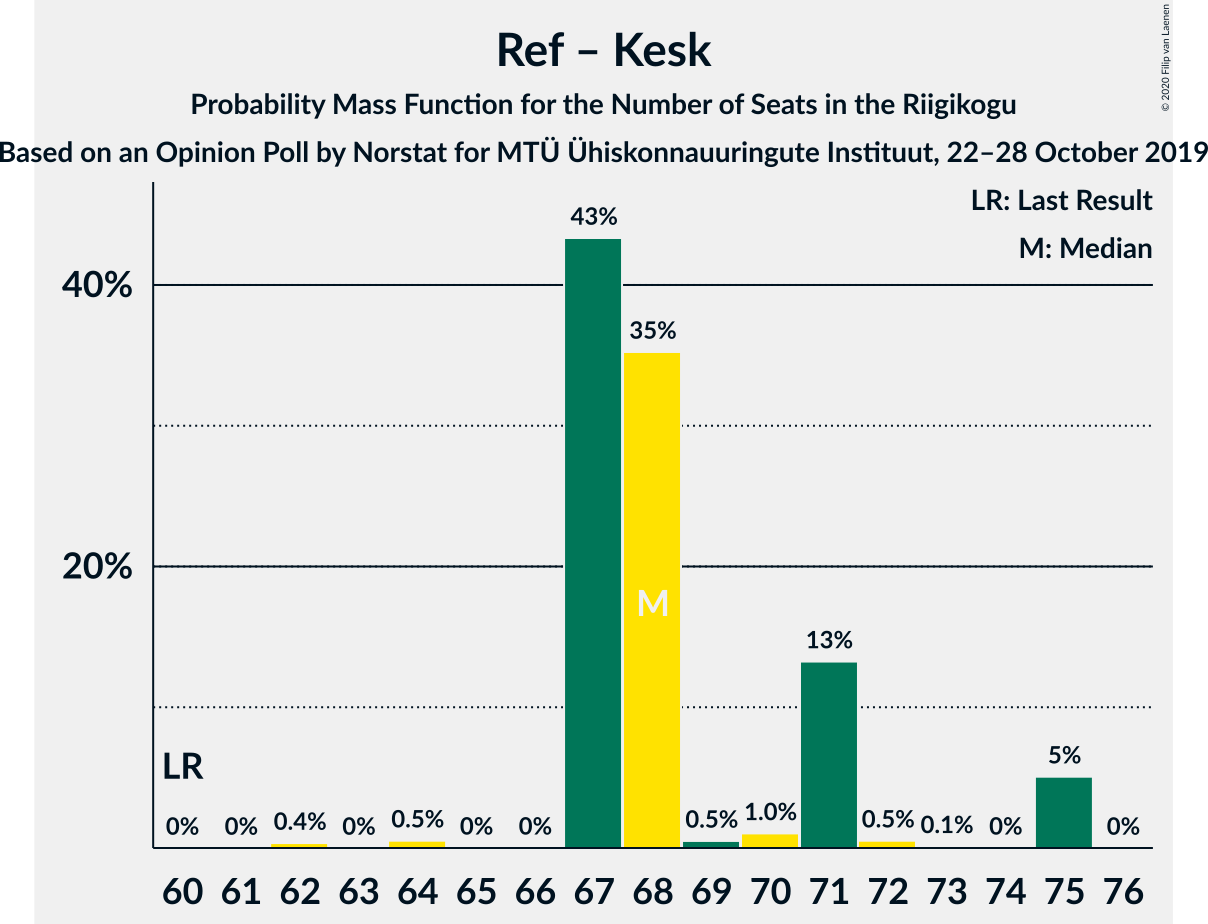 Ref – Kesk
Probability Mass Function for the Number of Seats in the Riigikogu
Based on an Opinion Poll by Norstat for MTÜ Ühiskonnauuringute Instituut, 22–28 October 2019
© 2020 Filip van Laenen
LR: Last Result
M: Median
43%
40%
35%
20%
M
13%
LR
5%
0% 0% 0.4% 0% 0.5% 0% 0% 0.5% 1.0% 0.5% 0.1% 0% 0%
60 61 62 63 64 65 66 67 68 69 70 71 72 73 74 75 76